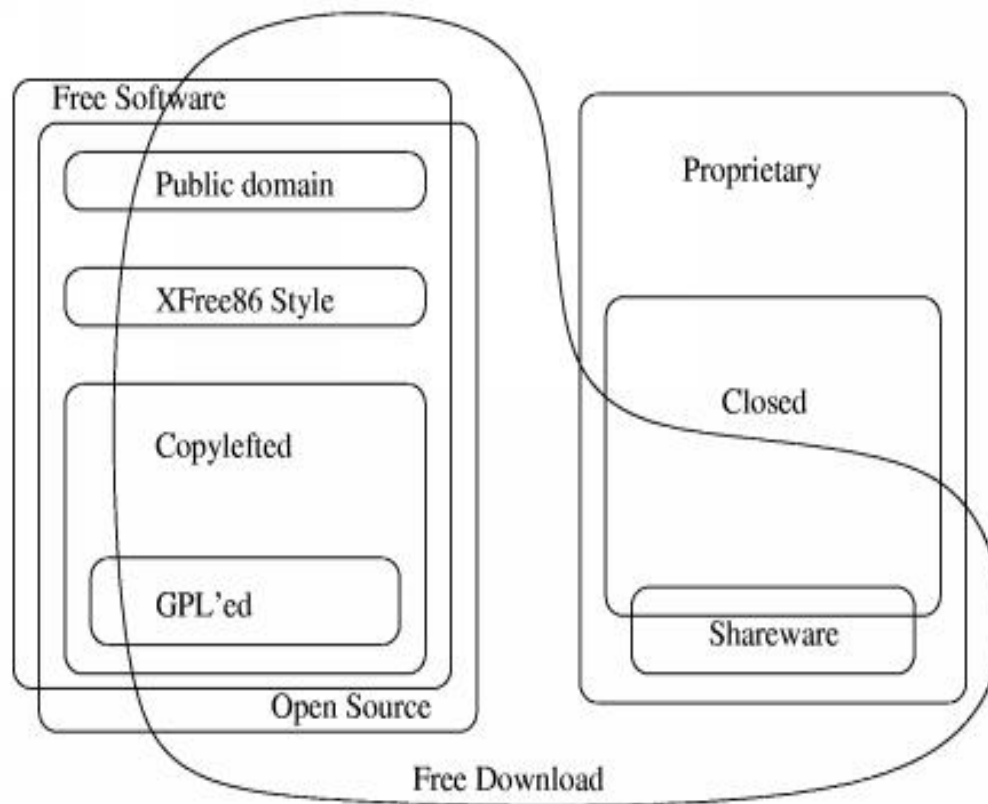 Free Software
Public domain
XFree86 Style
Copylefted
GPL'ed
Open Source
Proprietary
Closed
Shareware
Free Download